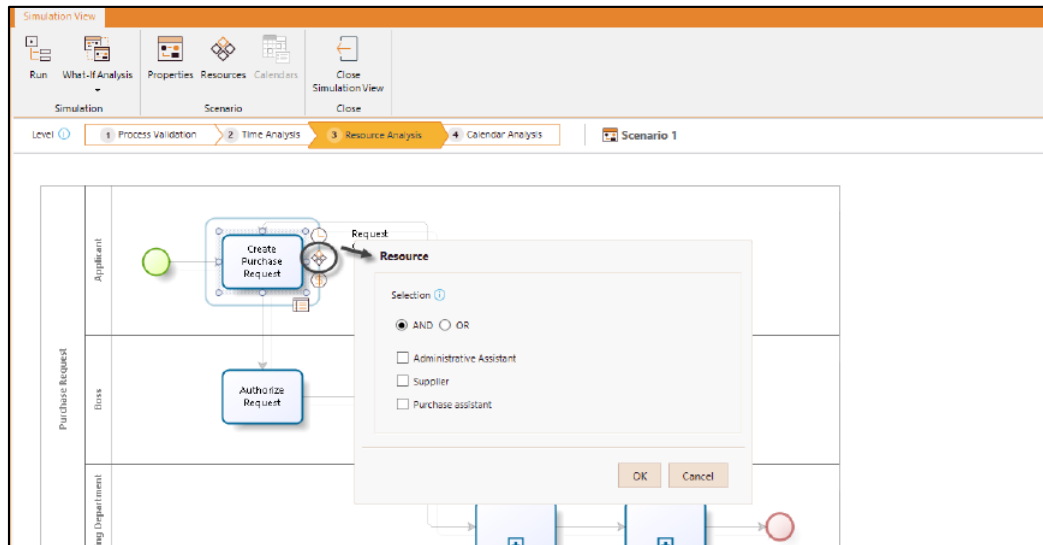 Simulation View
Run
What-If Analysis
Properties
Resources
Calendars
Close
Simulation View
Simulation
Scenario
Close
Level
1 Process Validation
2 Time Analysis
3 Resource Analysis
4 Calendar Analysis
Scenario 1
Purchase Request
Applicant
Create
Purchase
Request
Request
Resource
Selection
AND
OR
Administrative Assistant
Supplier
Purchase assistant
OK
Cancel
Boss
Authorize
Request
Department